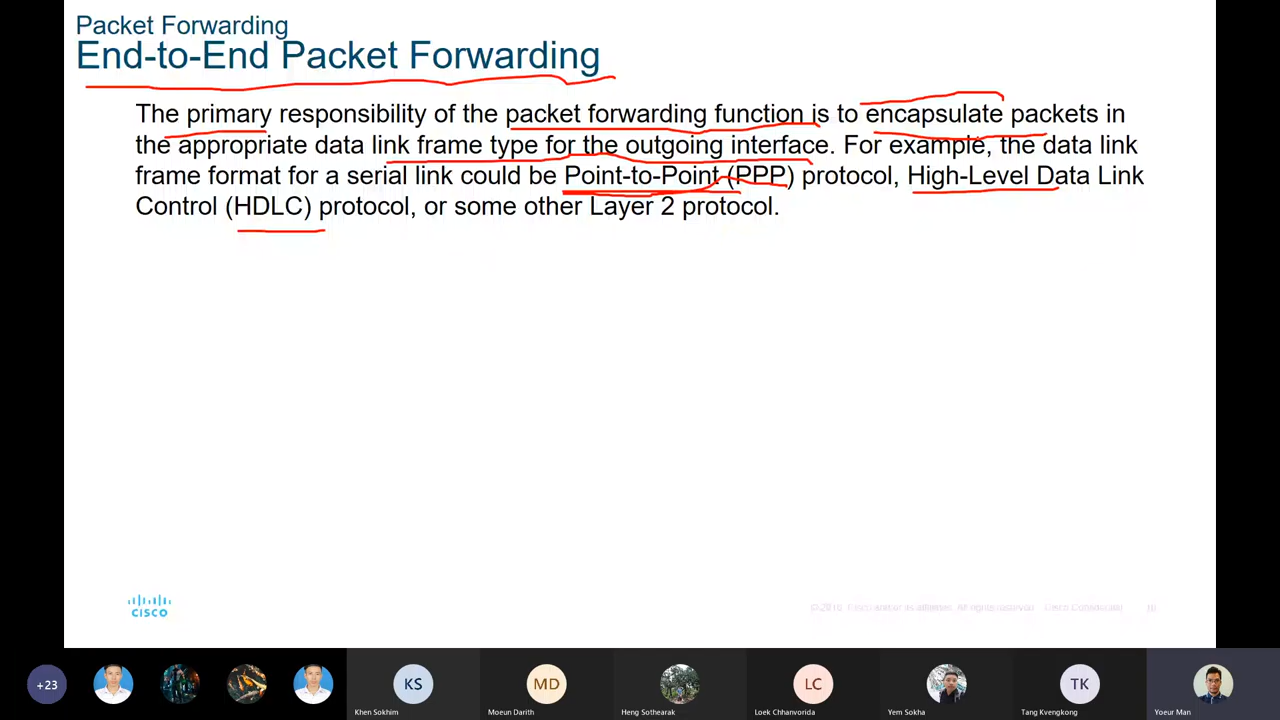 Packet Forwarding
End-to-End Packet Forwarding
The primary responsibility of the packet forwarding function is to encapsulate packets in
the appropriate data link frame type for the outgoing interface. For example, the data link
frame format for a serial link could be Point-to-Point (PPP) protocol, High-Level Data Link
Control (HDLC) protocol, or some other Layer 2 protocol.
CISCO
+23
KS
MD
LC
TK
Khen Sokhim
Moeun Darith
Heng Sothearak
Loek Chhanvorida
Yem Sokha
Tang Kvengkong
Yoeur Man